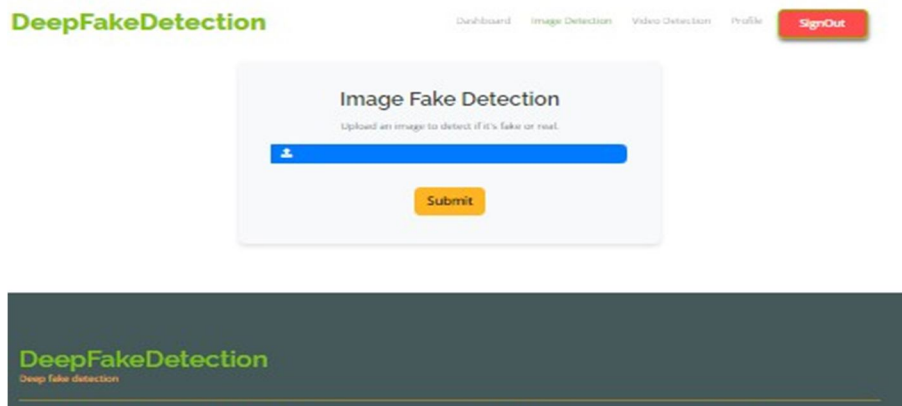 DeepFakeDetection
Dashboard Image Detection Video Detection Profile SignOut
Image Fake Detection
Upload an image to detect if it's fake or real.
Submit
DeepFakeDetection
Deep fake detection